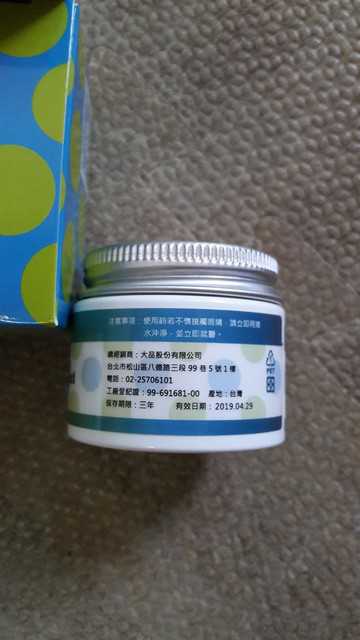 注意事項：使用時若不慎接觸眼睛，請立即用清
水沖淨，並立即就醫。
總經銷商：大品股份有限公司
台北市松山區八德路三段99巷5號1樓
電話：02-25706101
工廠登記證：99-691681-00 產地：台灣
保存期限：三年 有效日期：2019.04.29
PET